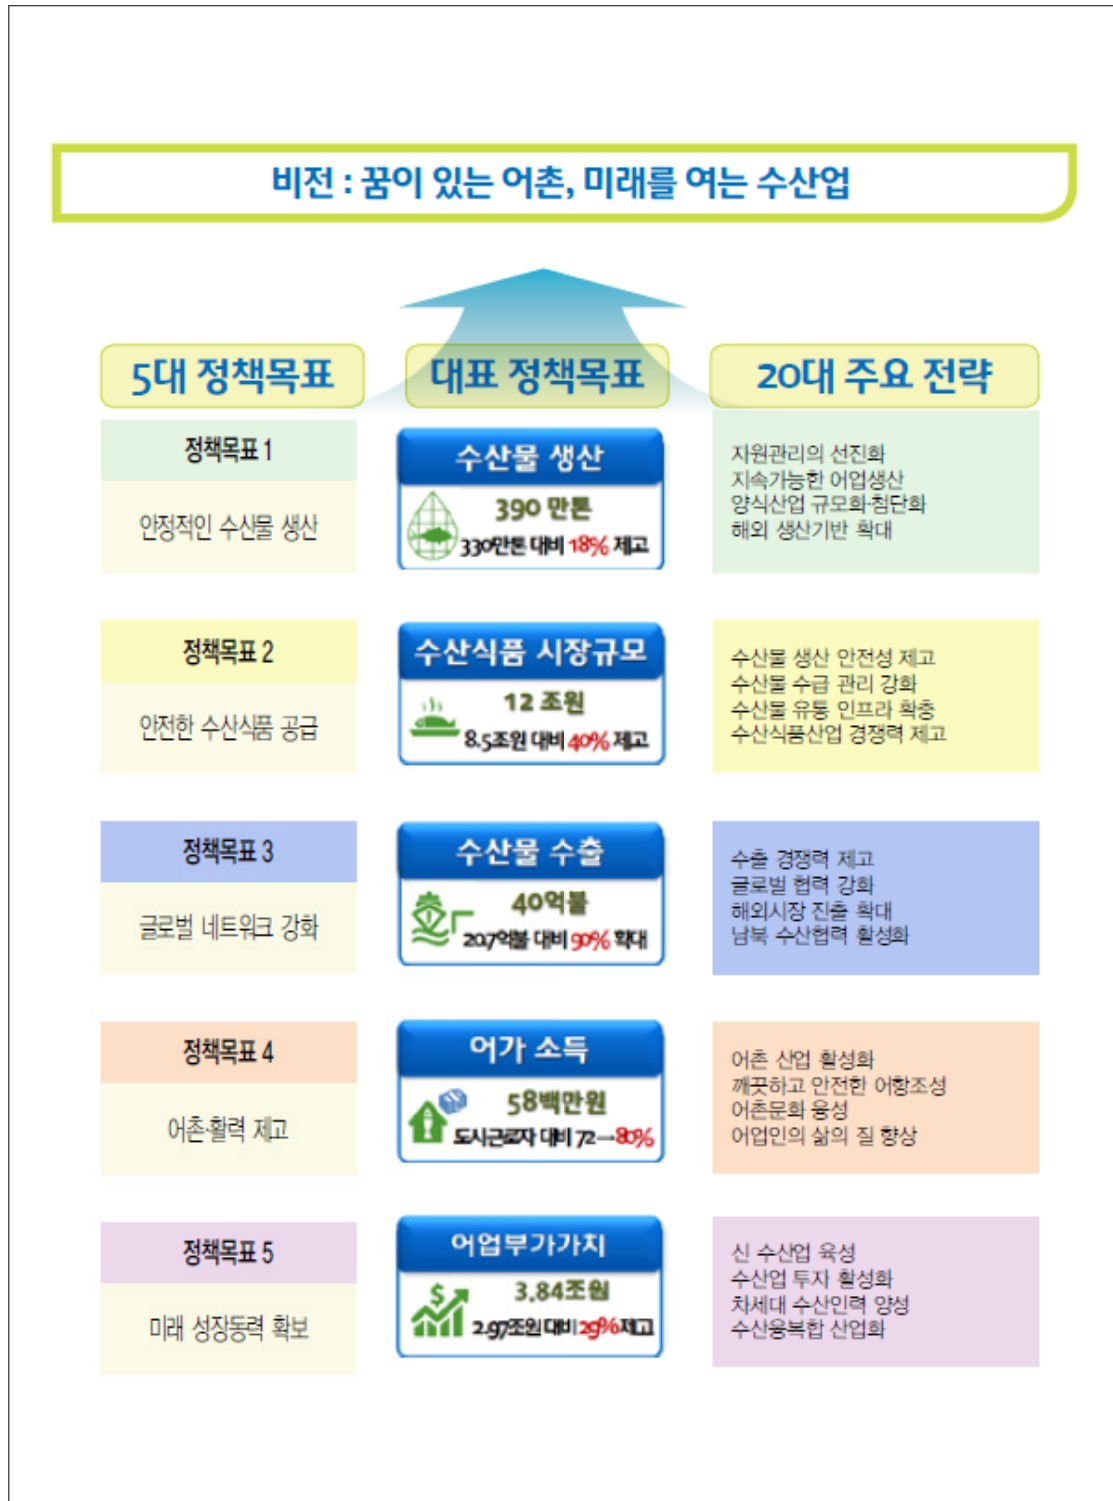 비전 : 꿈이 있는 어촌, 미래를 여는 수산업
5대 정책목표
대표 정책목표
20대 주요 전략
정책목표 1
안정적인 수산물 생산
수산물 생산
390 만톤
330만톤 대비 18% 제고
자원관리의 선진화
지속가능한 어업생산
양식산업 규모화·첨단화
해외 생산기반 확대
정책목표 2
안전한 수산식품 공급
수산식품 시장규모
12 조원
8.5조원 대비 40% 제고
수산물 생산 안전성 제고
수산물 수급 관리 강화
수산물 유통 인프라 확충
수산식품산업 경쟁력 제고
정책목표 3
글로벌 네트워크 강화
수산물 수출
40억불
20.7억불 대비 90% 확대
수출 경쟁력 제고
글로벌 협력 강화
해외시장 진출 확대
남북 수산협력 활성화
정책목표 4
어촌·활력 제고
어가 소득
58백만원
도시근로자 대비 72→80%
어촌 산업 활성화
깨끗하고 안전한 어항조성
어촌문화 융성
어업인의 삶의 질 향상
정책목표 5
미래 성장동력 확보
어업부가가치
3.84조원
2.97조원 대비 29% 제고
신 수산업 육성
수산업 투자 활성화
차세대 수산인력 양성
수산융복합 산업화